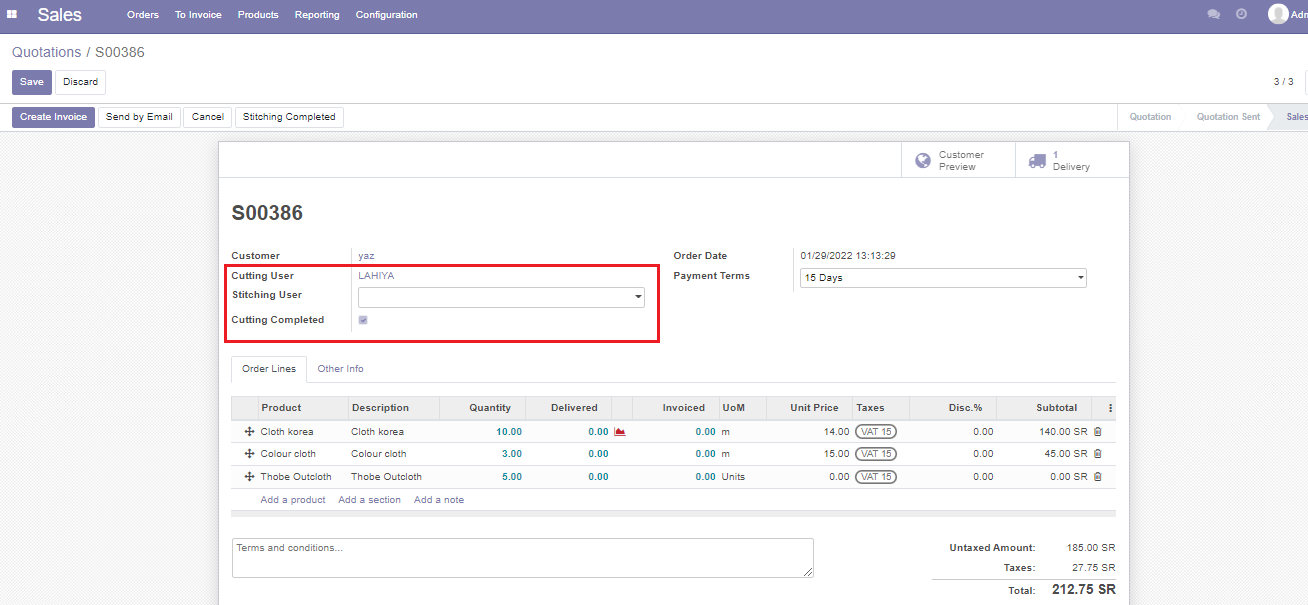 Sales Orders To Invoice Products Reporting Configuration Adm
Quotations / S00386
Save Discard 3 / 3
Create Invoice Send by Email Cancel Stitching Completed Quotation Quotation Sent Sales
Customer Preview 1 Delivery
S00386
Customer yaz Order Date 01/29/2022 13:13:29
Cutting User LAHIYA Payment Terms 15 Days
Stitching User
Cutting Completed
Order Lines Other Info
Product Description Quantity Delivered Invoiced UoM Unit Price Taxes Disc.% Subtotal
Cloth korea Cloth korea 10.00 0.00 0.00 m 14.00 VAT 15 0.00 140.00 SR
Colour cloth Colour cloth 3.00 0.00 0.00 m 15.00 VAT 15 0.00 45.00 SR
Thobe Outcloth Thobe Outcloth 5.00 0.00 0.00 Units 0.00 VAT 15 0.00 0.00 SR
Add a product Add a section Add a note
Terms and conditions...
Untaxed Amount: 185.00 SR
Taxes: 27.75 SR
Total: 212.75 SR